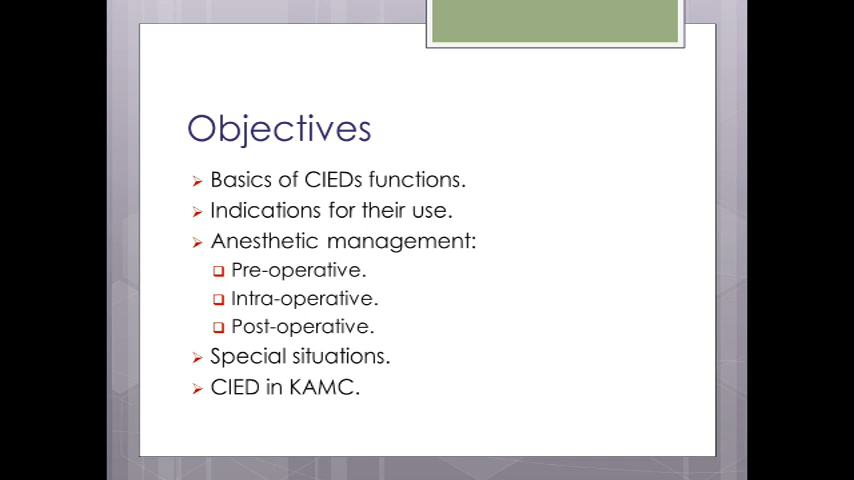 Objectives
Basics of CIEDs functions.
Indications for their use.
Anesthetic management:
Pre-operative.
Intra-operative.
Post-operative.
Special situations.
CIED in KAMC.